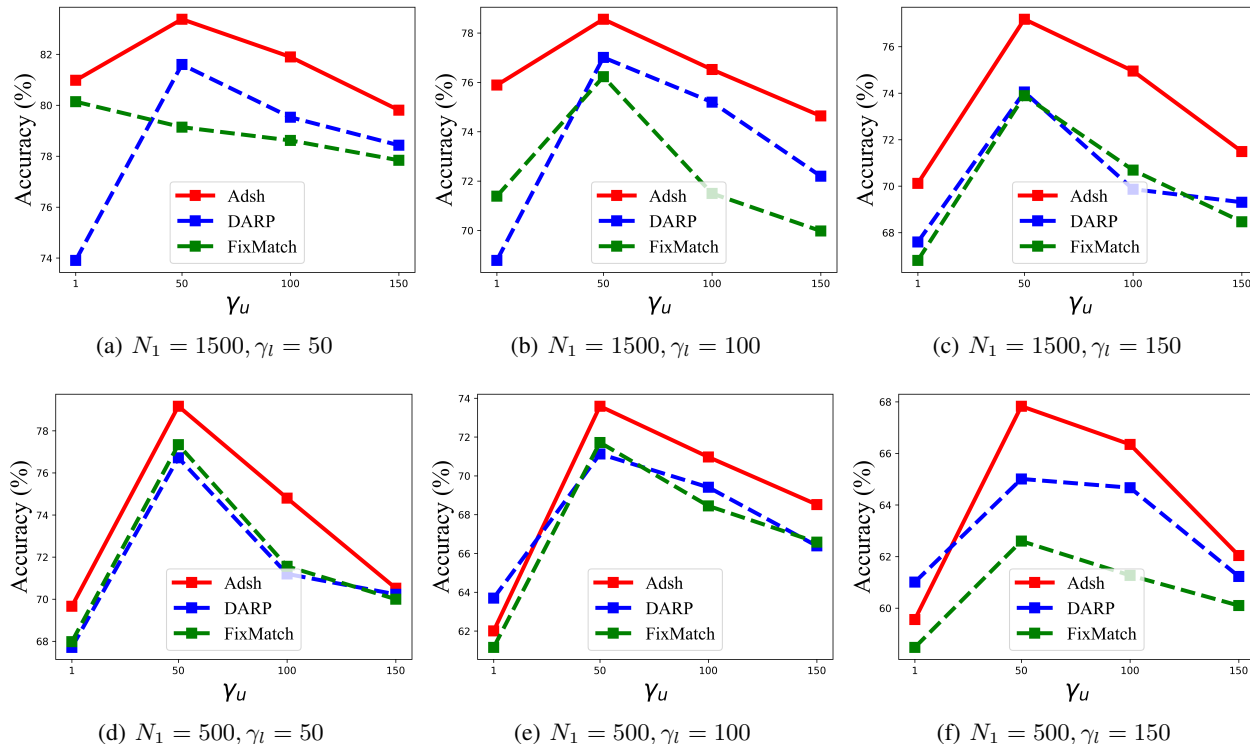 82
80
78
76
74
Accuracy (%)
Adsh
DARP
FixMatch
1
50
100
150
γu
(a) N1 = 1500, γl = 50
78
76
74
72
70
Accuracy (%)
Adsh
DARP
FixMatch
1
50
100
150
γu
(b) N1 = 1500, γl = 100
76
74
72
70
68
Accuracy (%)
Adsh
DARP
FixMatch
1
50
100
150
γu
(c) N1 = 1500, γl = 150
78
76
74
72
70
68
Accuracy (%)
Adsh
DARP
FixMatch
1
50
100
150
γu
(d) N1 = 500, γl = 50
74
72
70
68
66
64
62
Accuracy (%)
Adsh
DARP
FixMatch
1
50
100
150
γu
(e) N1 = 500, γl = 100
68
66
64
62
60
Accuracy (%)
Adsh
DARP
FixMatch
1
50
100
150
γu
(f) N1 = 500, γl = 150